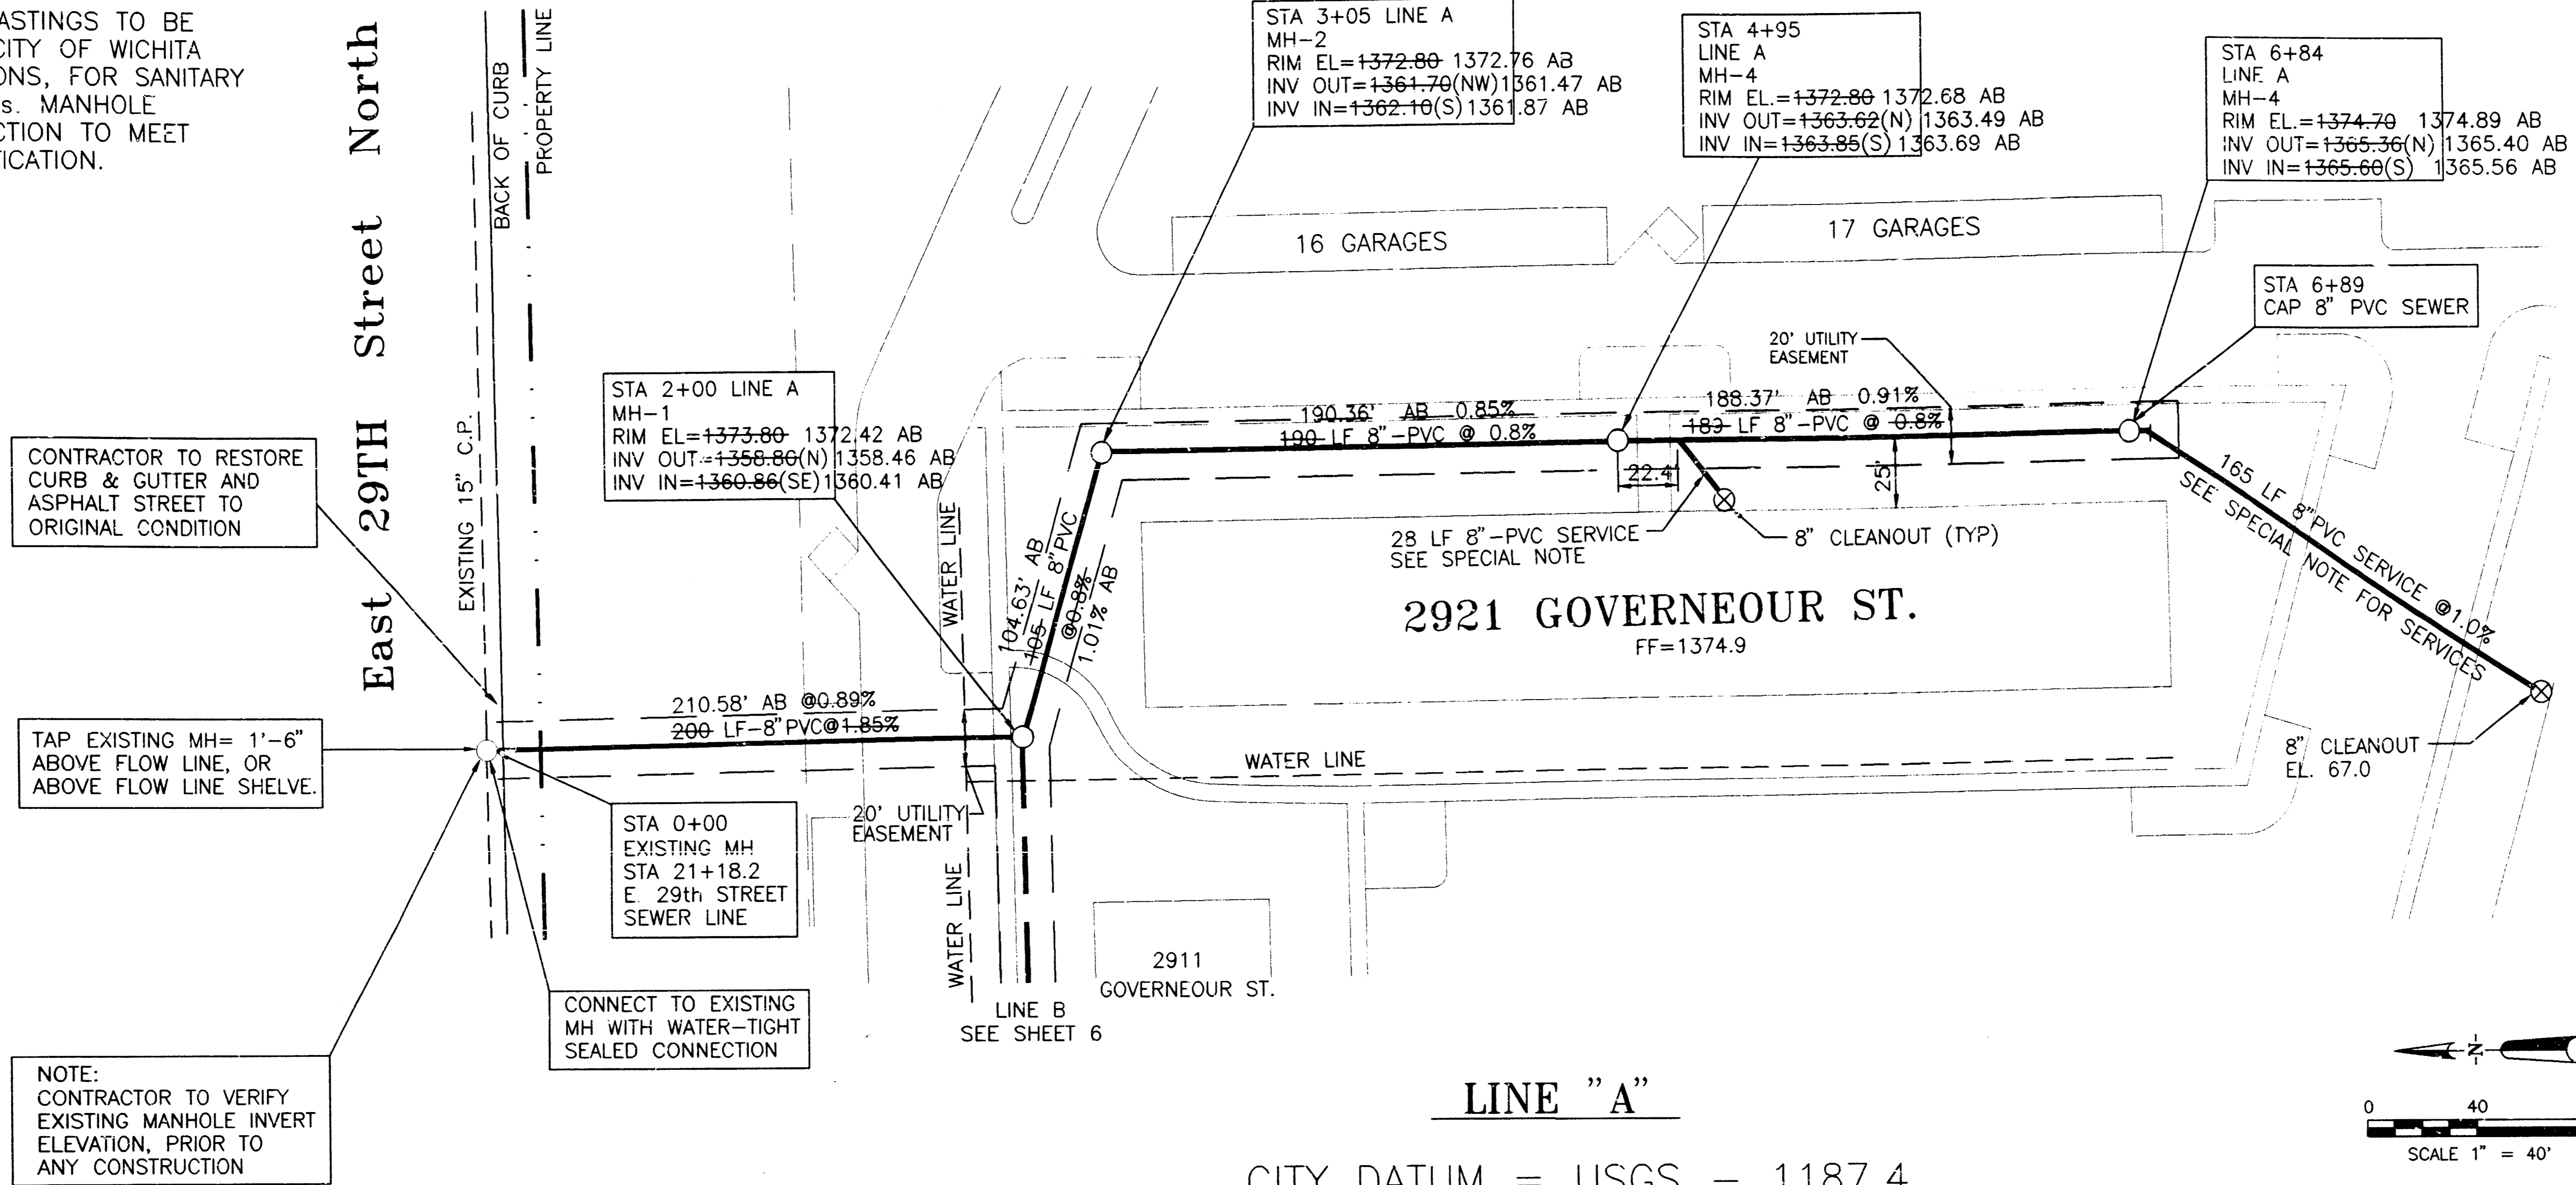 ASTINGS TO BE
CITY OF WICHITA
ONS, FOR SANITARY
s. MANHOLE
CTION TO MEET
ICATION.
East 29TH Street North
BACK OF CURB
PROPERTY LINE
EXISTING 15" C.P.
STA 3+05 LINE A
MH-2
RIM EL=1372.80 1372.76 AB
INV OUT=1361.70(NW)1361.47 AB
INV IN=1362.10(S)1361.87 AB
STA 4+95
LINE A
MH-4
RIM EL.=1372.80 1372.68 AB
INV OUT=1363.62(N) 1363.49 AB
INV IN=1363.85(S) 1363.69 AB
STA 6+84
LINE A
MH-4
RIM EL.=1374.70 1374.89 AB
INV OUT=1365.36(N) 1365.40 AB
INV IN=1365.60(S) 1365.56 AB
16 GARAGES
17 GARAGES
STA 6+89
CAP 8" PVC SEWER
20' UTILITY
EASEMENT
STA 2+00 LINE A
MH-1
RIM EL=1373.80 1372.42 AB
INV OUT=1358.86(N) 1358.46 AB
INV IN=1360.86(SE)1360.41 AB
190.36' AB 0.85%
190 LF 8"-PVC @ 0.8%
188.37' AB 0.91%
189 LF 8"-PVC @ 0.8%
22.4
25'
CONTRACTOR TO RESTORE
CURB & GUTTER AND
ASPHALT STREET TO
ORIGINAL CONDITION
WATER LINE
104.63' AB
105 LF 8"PVC
@0.8%
1.01% AB
28 LF 8"-PVC SERVICE
SEE SPECIAL NOTE
8" CLEANOUT (TYP)
165 LF 8"PVC SERVICE @1.0%
SEE SPECIAL NOTE FOR SERVICES
2921 GOVERNEOUR ST.
FF=1374.9
210.58' AB @0.89%
200 LF-8"PVC@1.85%
TAP EXISTING MH= 1'-6"
ABOVE FLOW LINE, OR
ABOVE FLOW LINE SHELVE.
WATER LINE
8" CLEANOUT
EL. 67.0
STA 0+00
EXISTING MH
STA 21+18.2
E. 29th STREET
SEWER LINE
20' UTILITY
EASEMENT
WATER LINE
2911
GOVERNEOUR ST.
CONNECT TO EXISTING
MH WITH WATER-TIGHT
SEALED CONNECTION
LINE B
SEE SHEET 6
NOTE:
CONTRACTOR TO VERIFY
EXISTING MANHOLE INVERT
ELEVATION, PRIOR TO
ANY CONSTRUCTION
LINE "A"
N
0 40
SCALE 1" = 40'
CITY DATUM = USGS - 1187.4